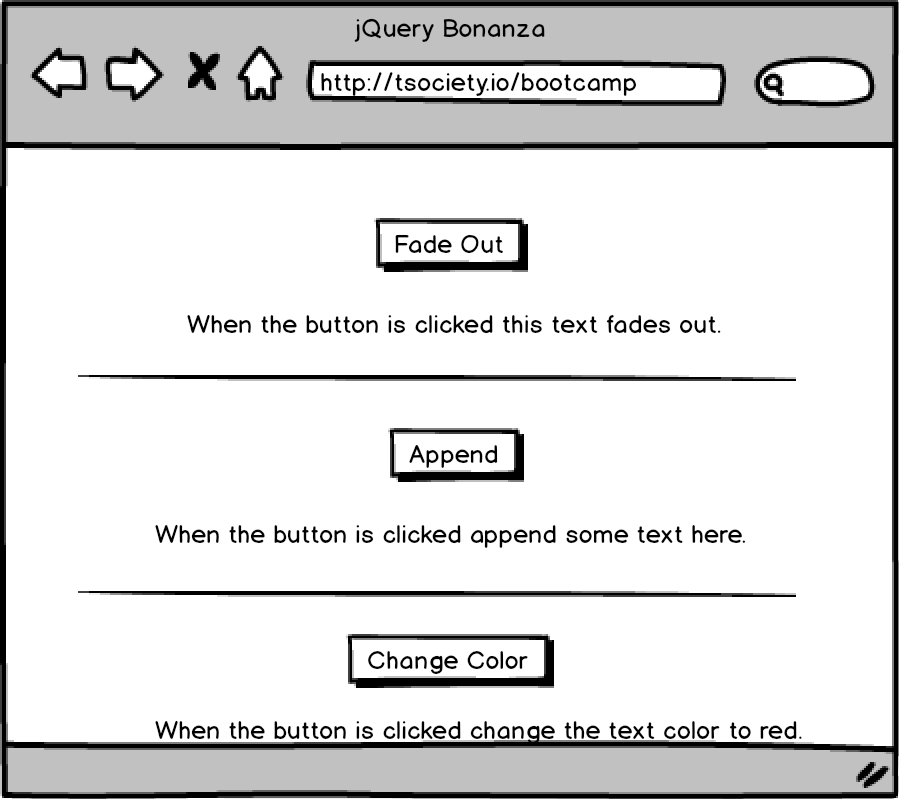 jQuery Bonanza
http://tsociety.io/bootcamp
Fade Out
When the button is clicked this text fades out.
Append
When the button is clicked append some text here.
Change Color
When the button is clicked change the text color to red.